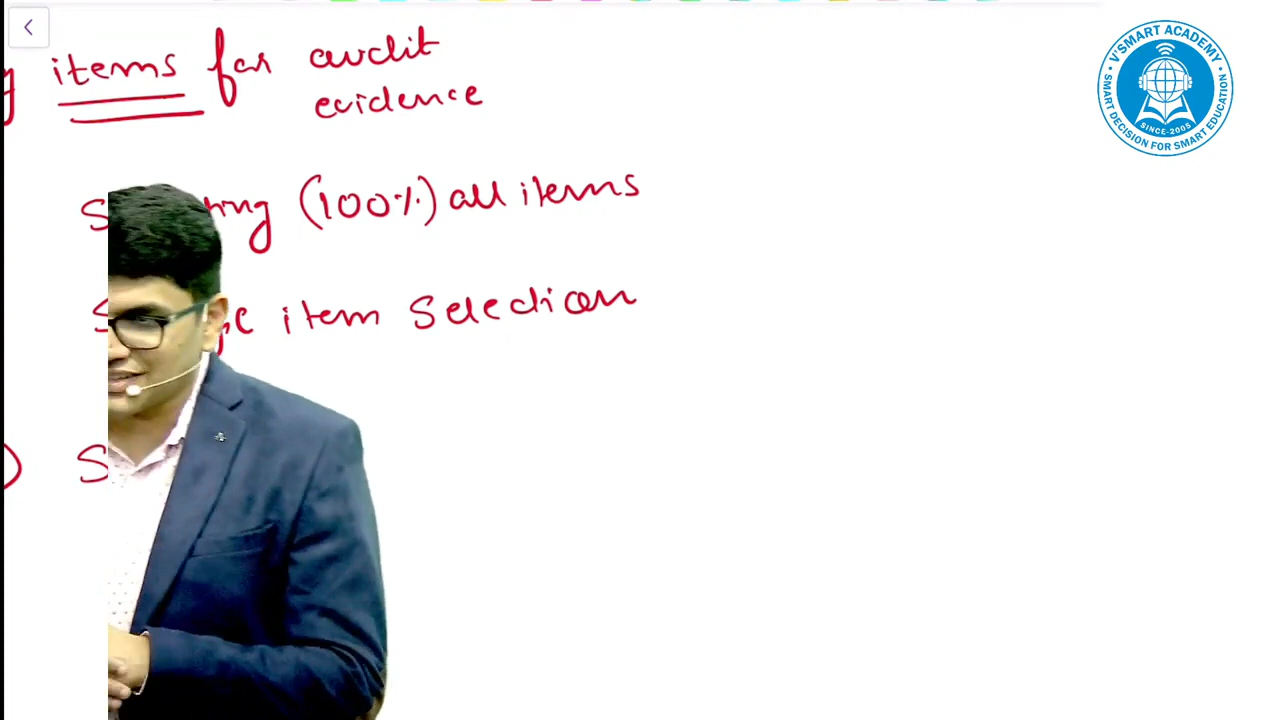 items for audit
evidence
(100%) all items
item Selection
V'SMART ACADEMY
SINCE-2005
SMART DECISION FOR SMART EDUCATION